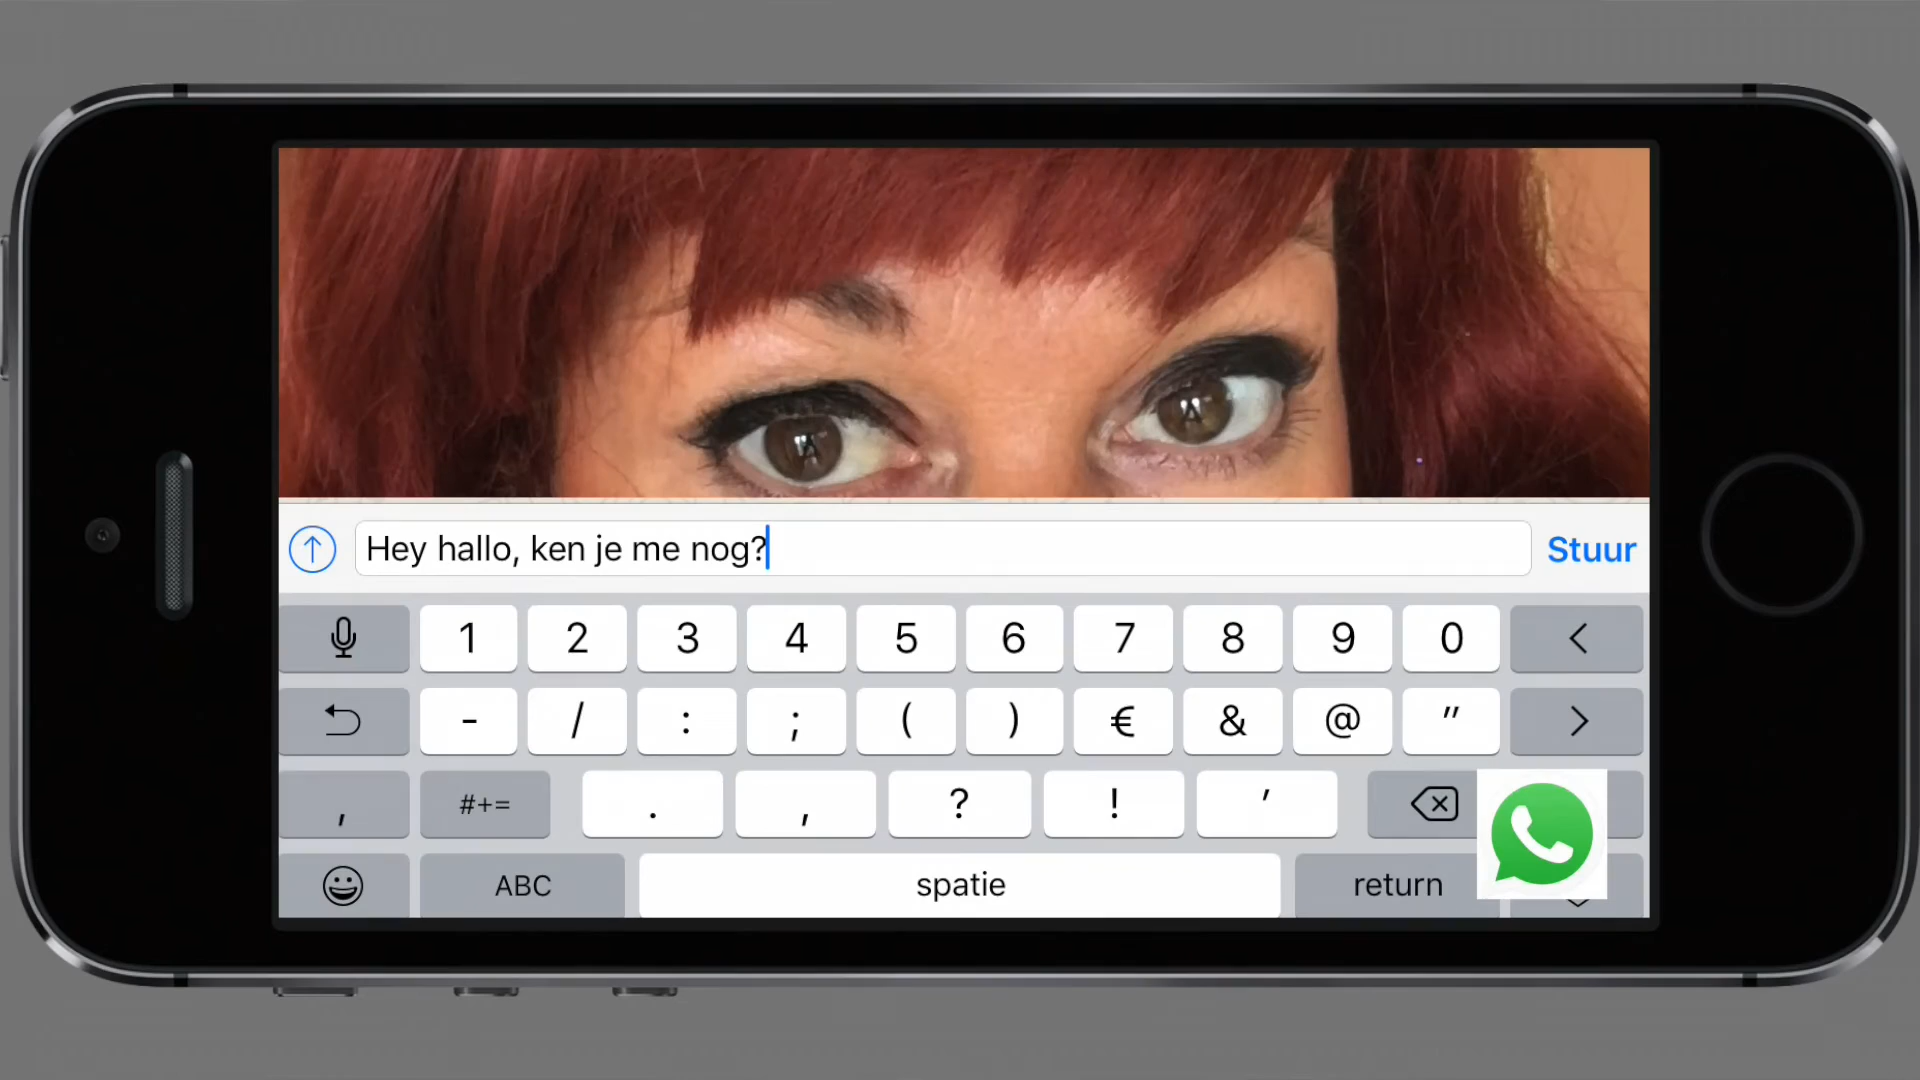 Hey hallo, ken je me nog? Stuur
1 2 3 4 5 6 7 8 9 0
- / : ; ( ) € & @ "
, #+= . , ? ! '
ABC spatie return